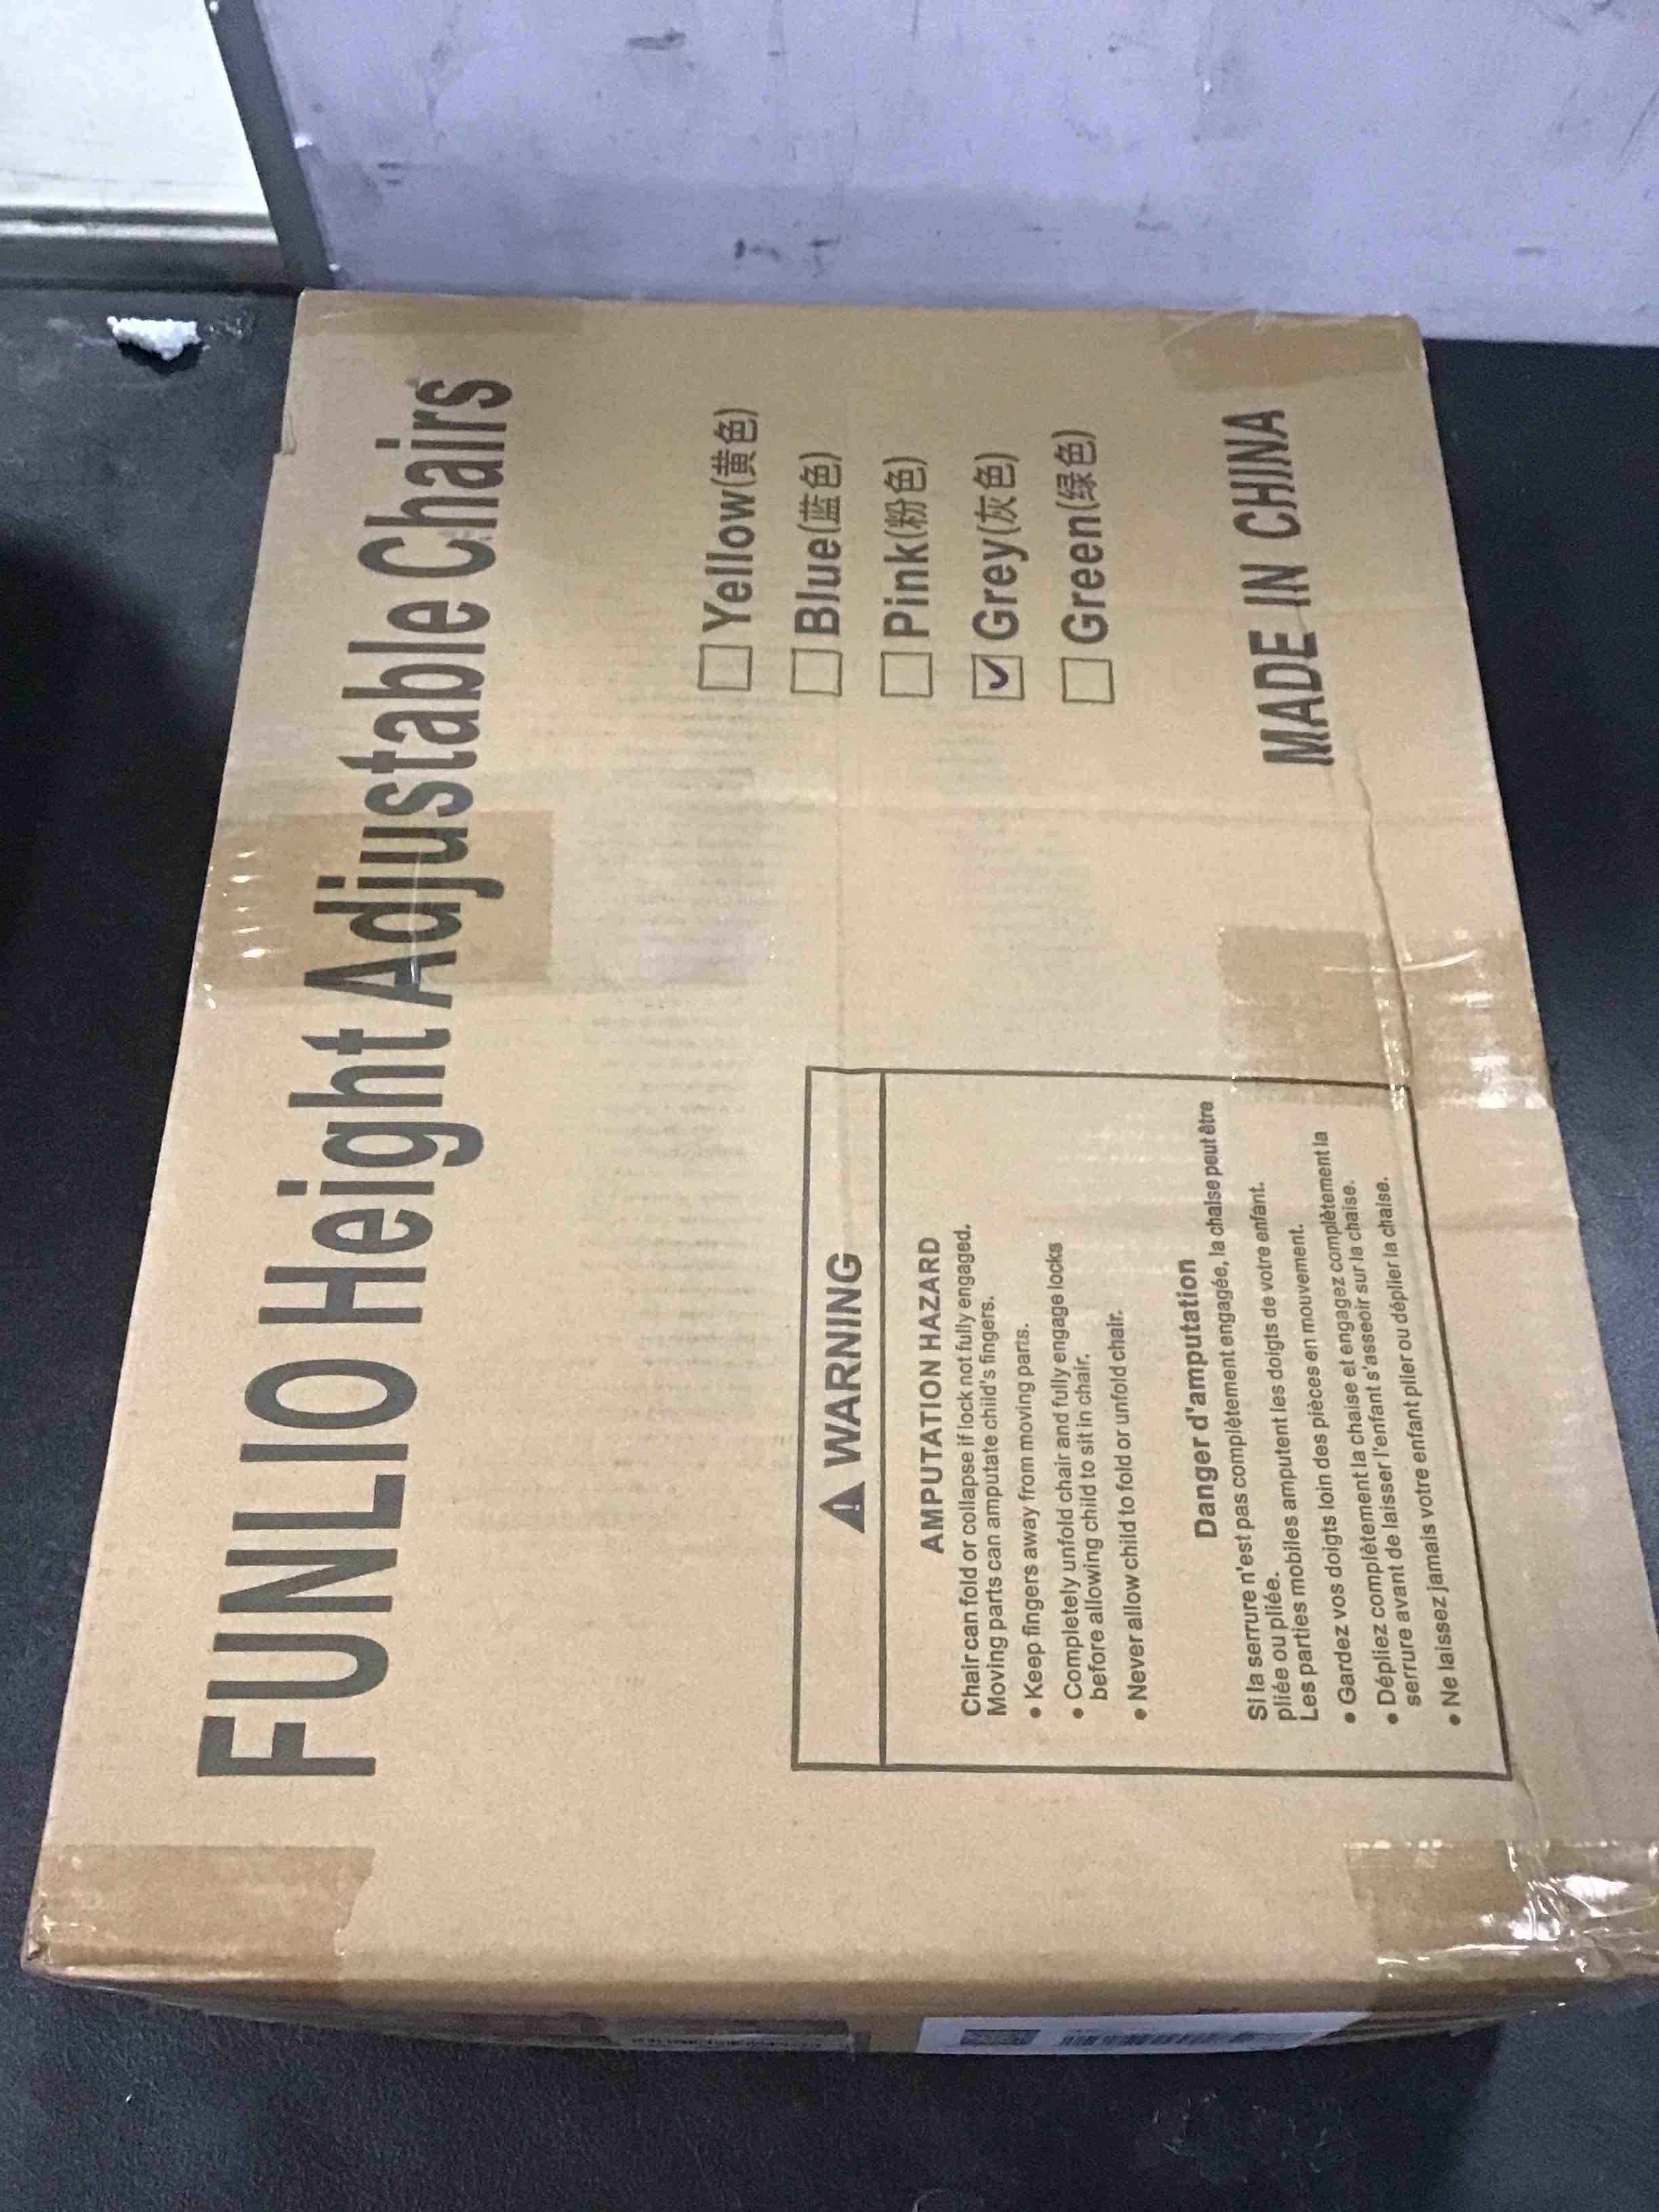 FUNLIO Height Adjustable Chairs
Yellow(黄色)
Blue(蓝色)
Pink(粉色)
Grey(灰色)
Green(绿色)
MADE IN CHINA
WARNING
AMPUTATION HAZARD
Chair can fold or collapse if lock not fully engaged.
Moving parts can amputate child's fingers.
• Keep fingers away from moving parts.
• Completely unfold chair and fully engage locks
before allowing child to sit in chair.
• Never allow child to fold or unfold chair.
Danger d'amputation
Si la serrure n'est pas complètement engagée, la chaise peut être
pliée ou pliée.
Les parties mobiles amputent les doigts de votre enfant.
• Gardez vos doigts loin des pièces en mouvement.
• Dépliez complètement la chaise et engagez complètement la
serrure avant de laisser l'enfant s'asseoir sur la chaise.
• Ne laissez jamais votre enfant plier ou déplier la chaise.